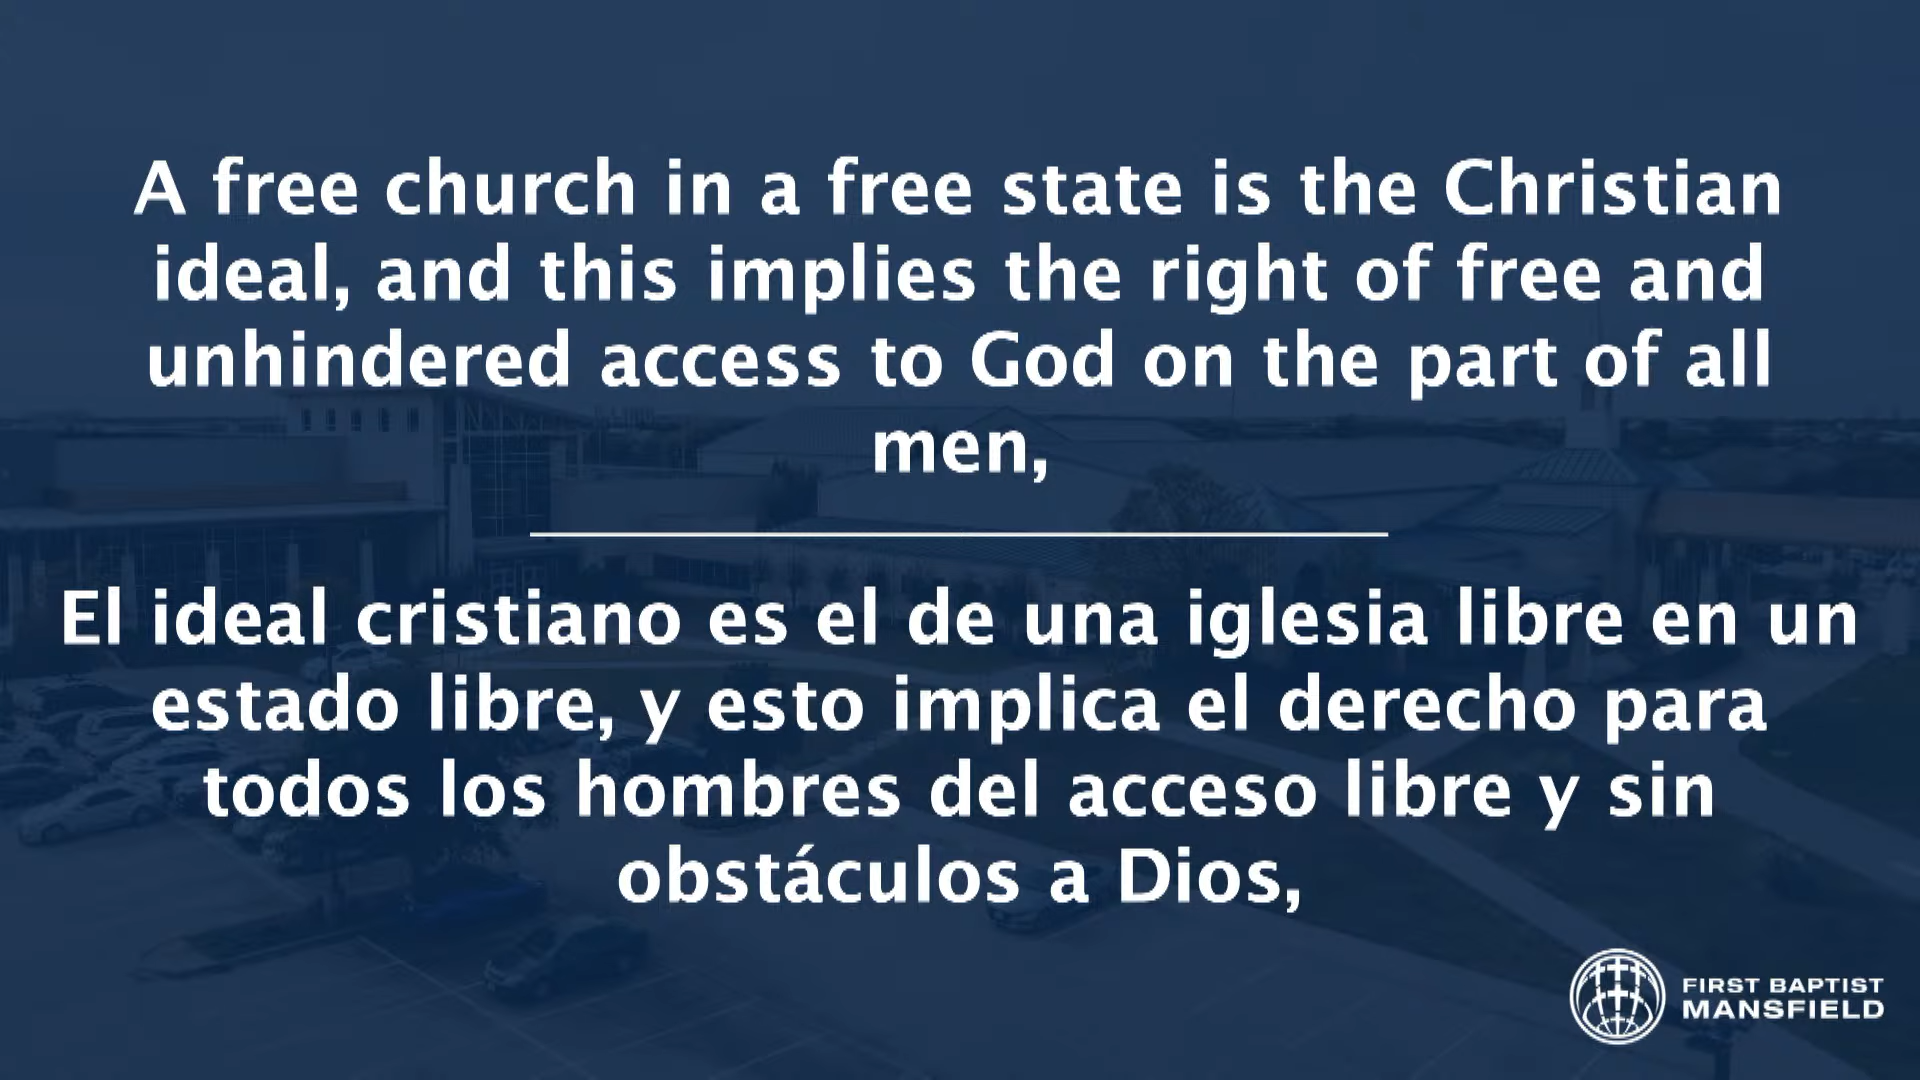 A free church in a free state is the Christian
ideal, and this implies the right of free and
unhindered access to God on the part of all
men,
El ideal cristiano es el de una iglesia libre en un
estado libre, y esto implica el derecho para
todos los hombres del acceso libre y sin
obstáculos a Dios,
FIRST BAPTIST
MANSFIELD